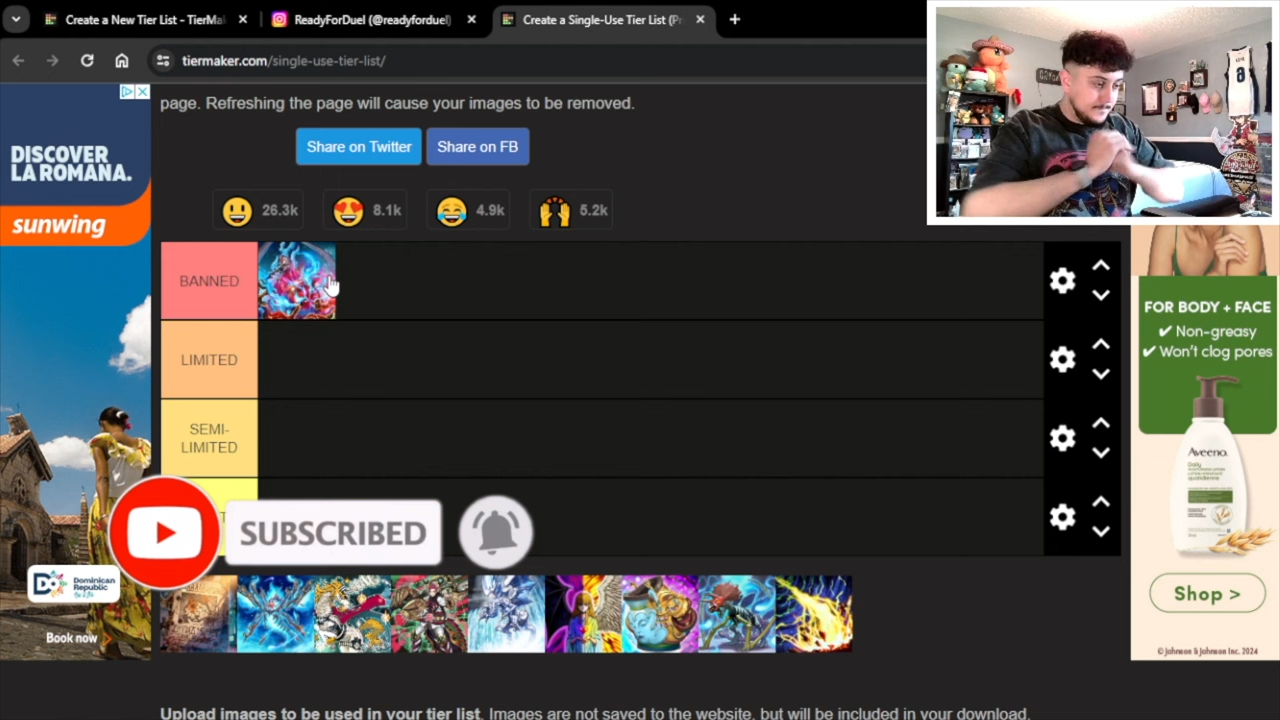 Create a New Tier List - TierMa
ReadyForDuel (@readyforduel)
Create a Single-Use Tier List (Pr
tiermaker.com/single-use-tier-list/
page. Refreshing the page will cause your images to be removed.
Share on Twitter
Share on FB
26.3k
8.1k
4.9k
5.2k
BANNED
LIMITED
SEMI-
LIMITED
SUBSCRIBED
Upload images to be used in your tier list. Images are not saved to the website, but will be included in your download.
DISCOVER
LA ROMANA.
sunwing
Dominican
Republic
Book now
FOR BODY + FACE
✔ Non-greasy
✔ Won't clog pores
Aveeno.
Shop >
© Johnson & Johnson Inc. 2024